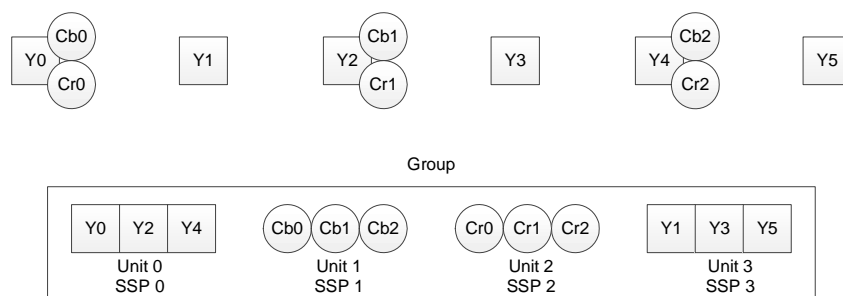 Cb0 Cb1 Cb2
Y0 Y1 Y2 Y3 Y4 Y5
Cr0 Cr1 Cr2
Group
Y0 Y2 Y4 Cb0 Cb1 Cb2 Cr0 Cr1 Cr2 Y1 Y3 Y5
Unit 0 Unit 1 Unit 2 Unit 3
SSP 0 SSP 1 SSP 2 SSP 3